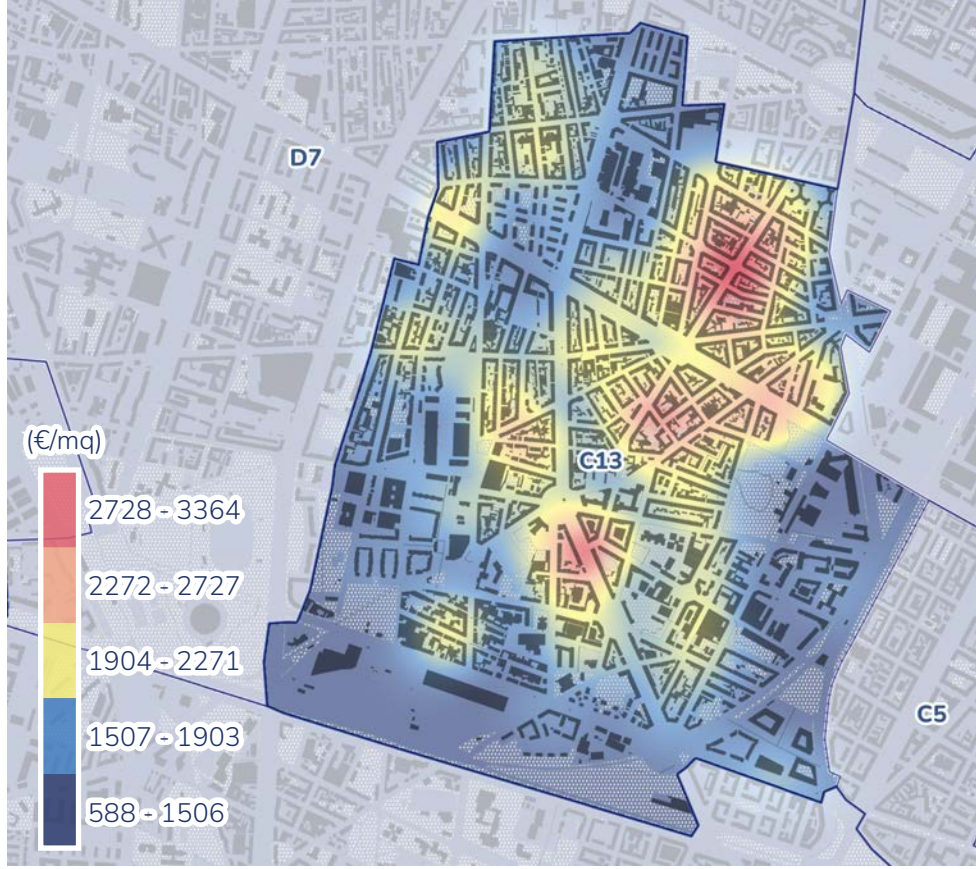 D7
(€/mq)
C13
2728 - 3364
2272 - 2727
1904 - 2271
1507 - 1903
588 - 1506
C5